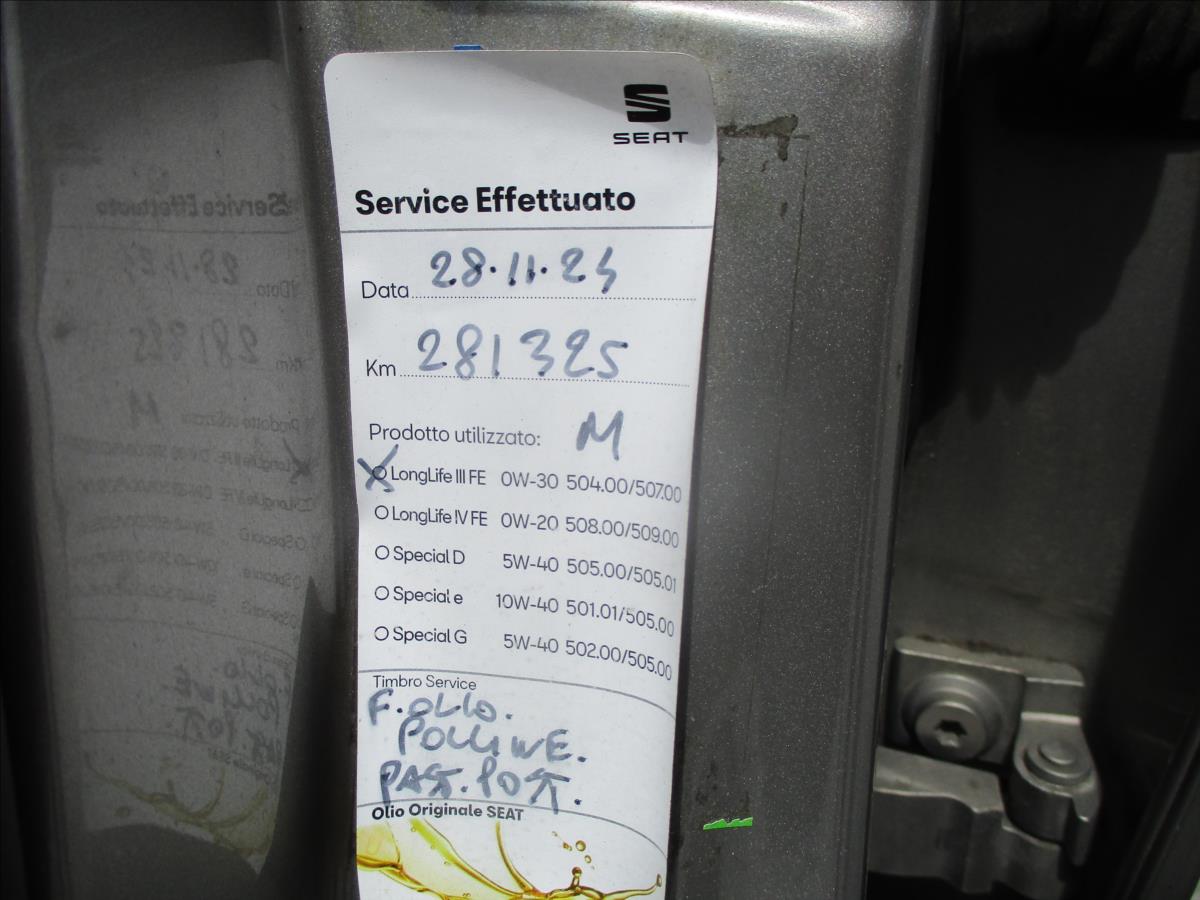 SEAT
Service Effettuato
Data 28.11.24
Km 281325
Prodotto utilizzato: M
X LongLife III FE 0W-30 504.00/507.00
LongLife IV FE 0W-20 508.00/509.00
Special D 5W-40 505.00/505.01
Special e 10W-40 501.01/505.00
Special G 5W-40 502.00/505.00
Timbro Service
F. OLIO.
POLLINE.
PAST. POST.
Olio Originale SEAT